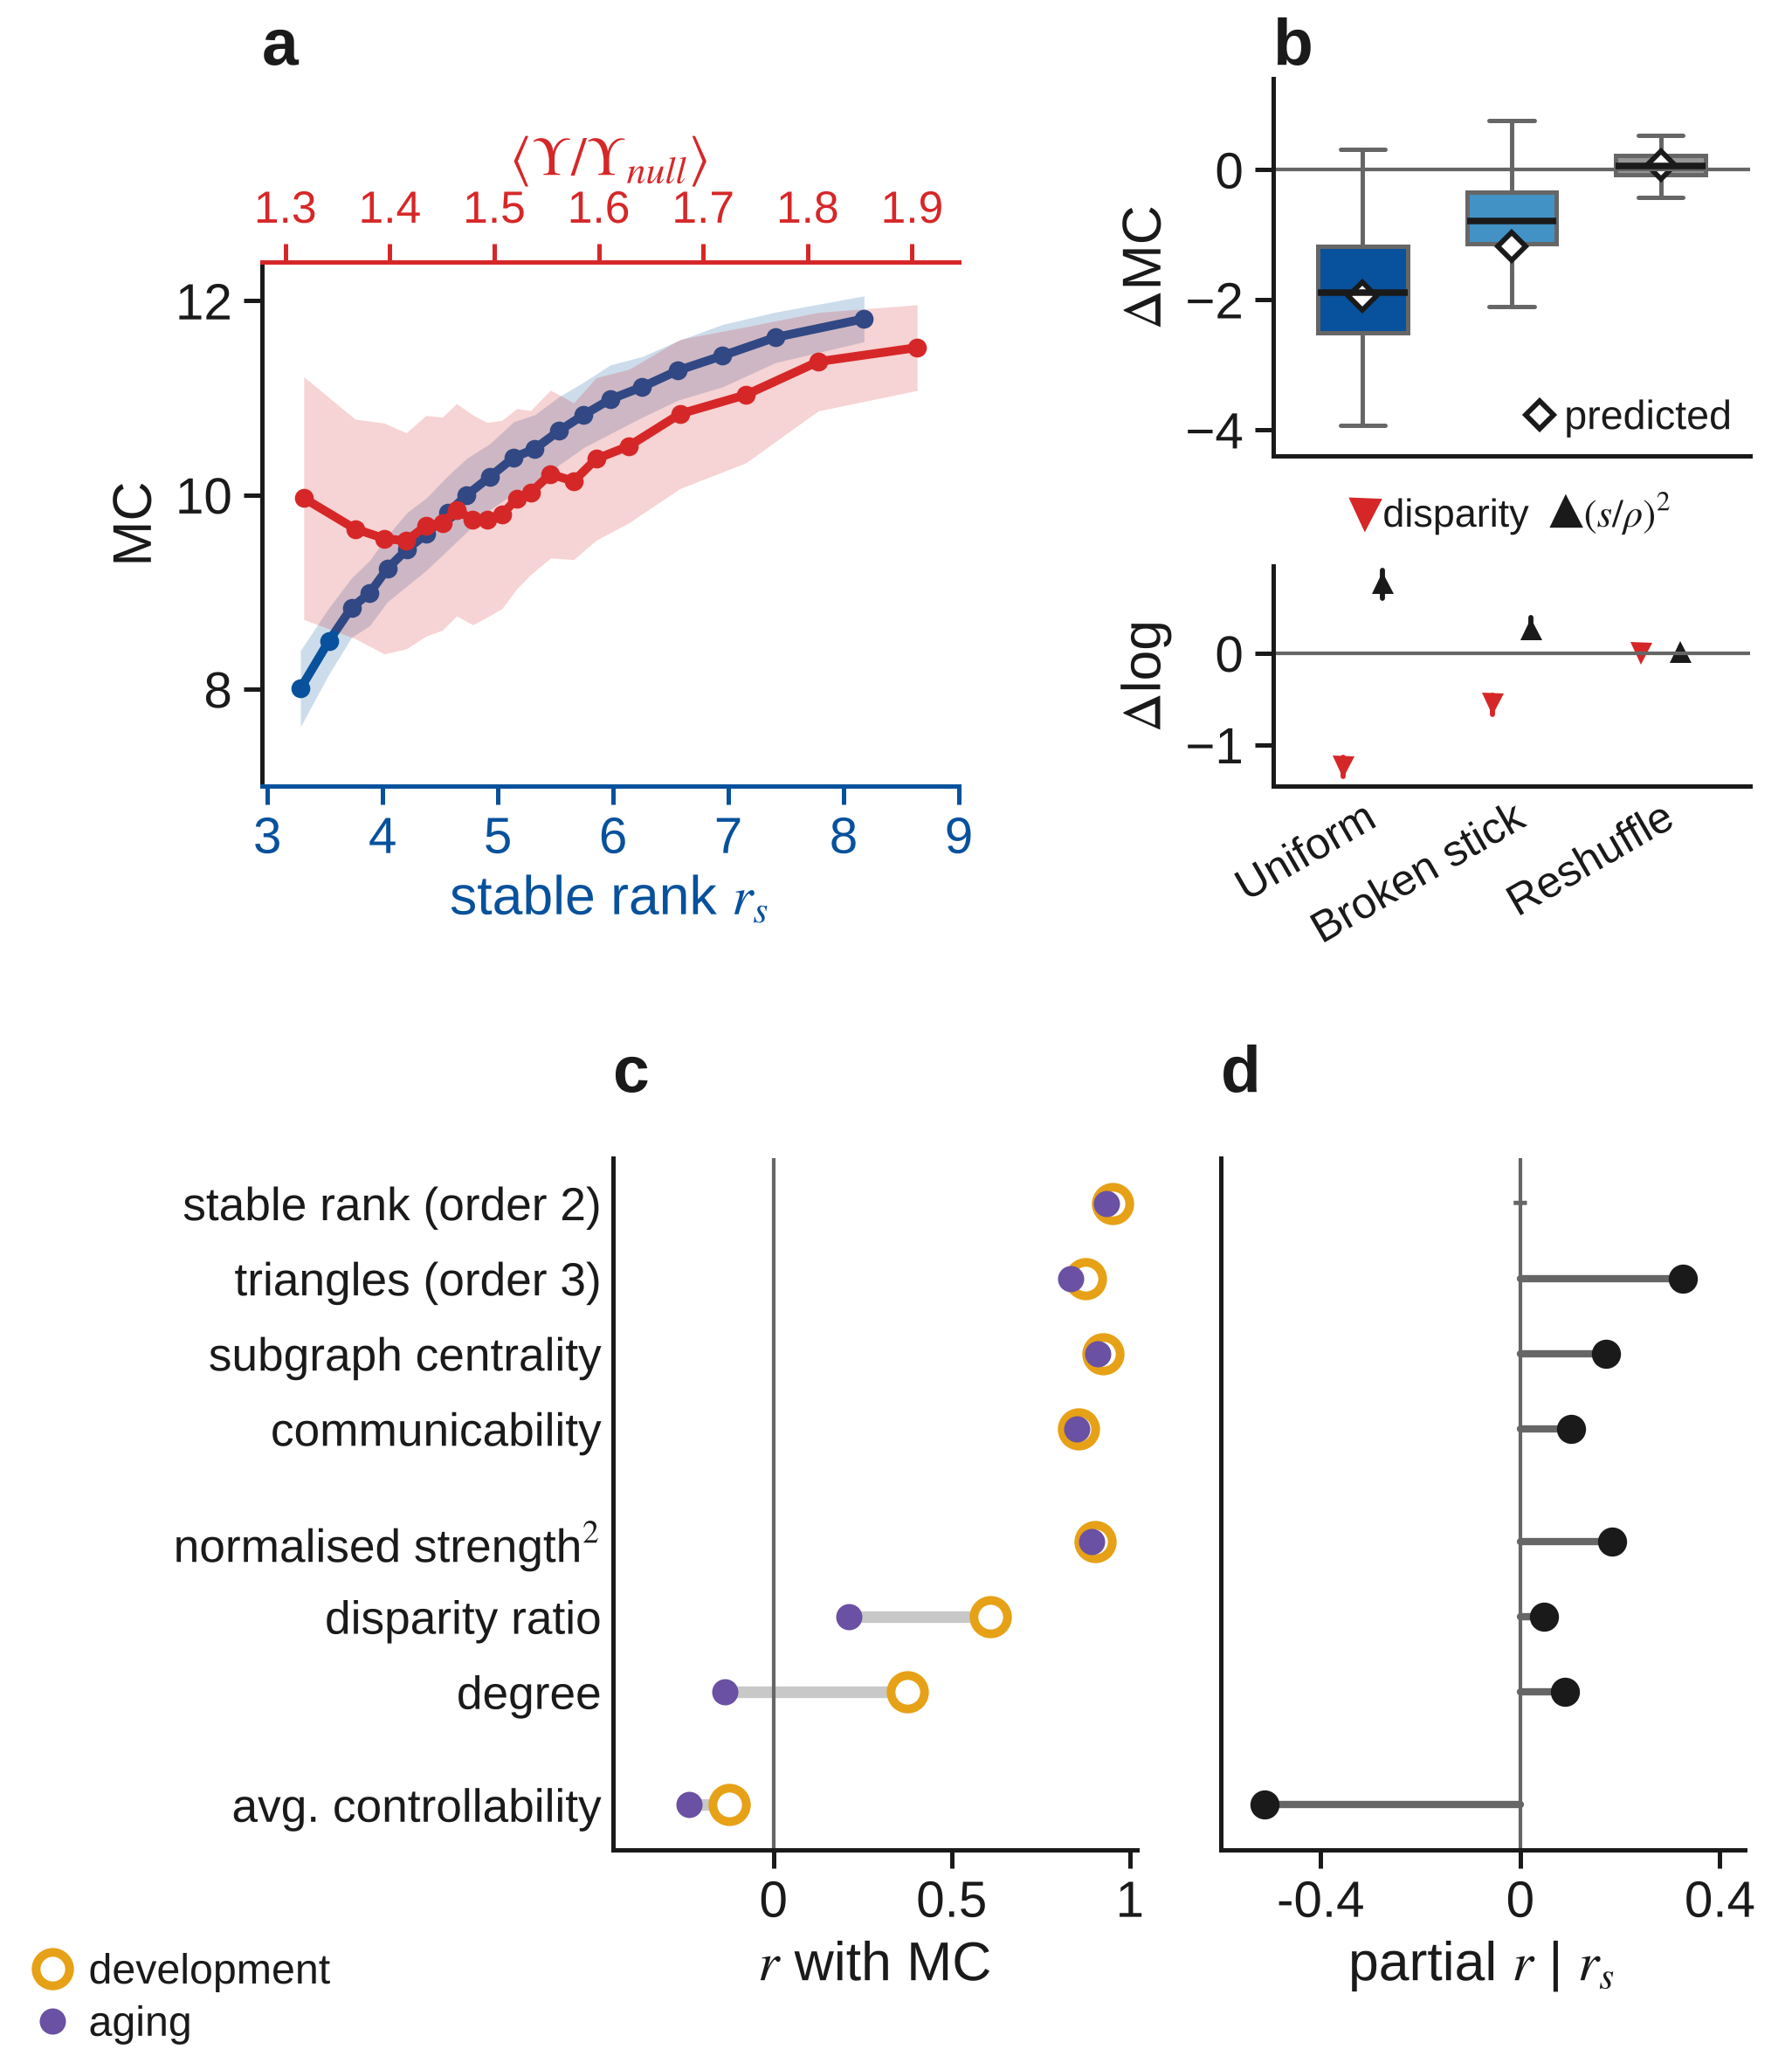 a
⟨ϒ/ϒnull⟩
1.3 1.4 1.5 1.6 1.7 1.8 1.9
12
10
8
MC
3 4 5 6 7 8 9
stable rank rs
b
0
−2
−4
ΔMC
predicted
disparity (s/ρ)²
0
−1
Δlog
Uniform
Broken stick
Reshuffle
c
stable rank (order 2)
triangles (order 3)
subgraph centrality
communicability
normalised strength²
disparity ratio
degree
avg. controllability
0 0.5 1
r with MC
development
aging
d
-0.4 0 0.4
partial r | rs